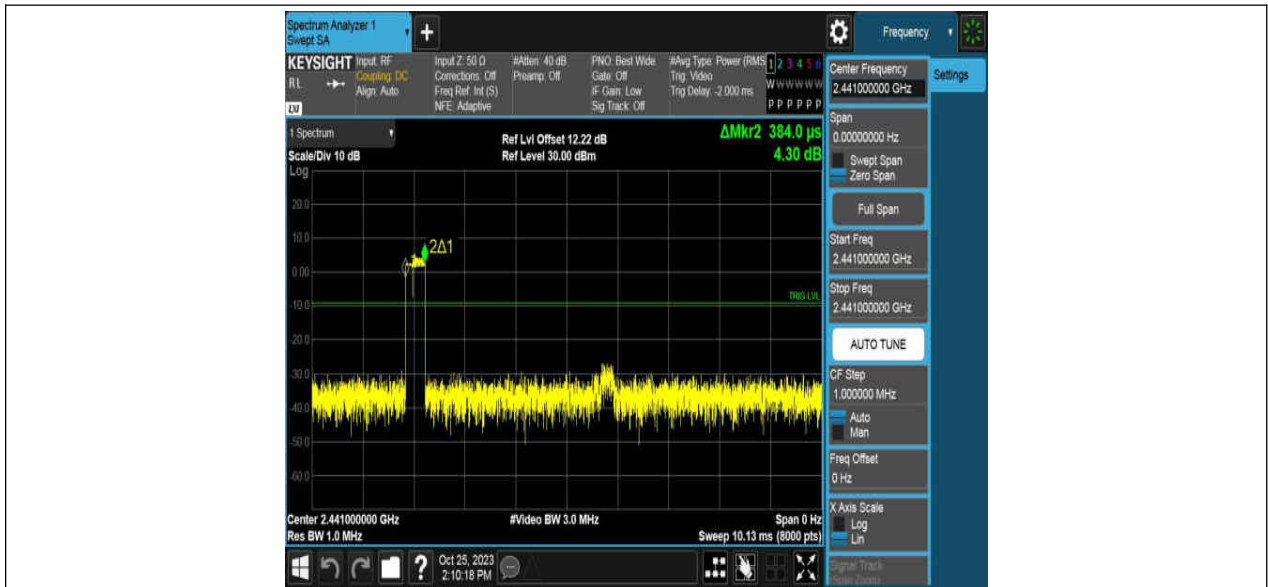 Spectrum Analyzer 1
Swept SA
+
Frequency
KEYSIGHT
RL
LXI
Input: RF
Coupling: DC
Align: Auto
Input Z: 50 Ω
Corrections: Off
Freq Ref: Int (S)
NFE: Adaptive
#Atten: 40 dB
Preamp: Off
PNO: Best Wide
Gate: Off
IF Gain: Low
Sig Track: Off
#Avg Type: Power (RMS
Trig: Video
Trig Delay: -2.000 ms
1 2 3 4 5 6
W W W W W W
P P P P P P
1 Spectrum
Scale/Div 10 dB
Log
Ref Lvl Offset 12.22 dB
Ref Level 30.00 dBm
ΔMkr2 384.0 µs
4.30 dB
20.0
10.0
0.00
-10.0
-20.0
-30.0
-40.0
-50.0
-60.0
2Δ1
TRIG LVL
Center 2.441000000 GHz
#Video BW 3.0 MHz
Span 0 Hz
Res BW 1.0 MHz
Sweep 10.13 ms (8000 pts)
Center Frequency
2.441000000 GHz
Settings
Span
0.00000000 Hz
Swept Span
Zero Span
Full Span
Start Freq
2.441000000 GHz
Stop Freq
2.441000000 GHz
AUTO TUNE
CF Step
1.000000 MHz
Auto
Man
Freq Offset
0 Hz
X Axis Scale
Log
Lin
Signal Track
(Span Zoom)
?
Oct 25, 2023
2:10:18 PM